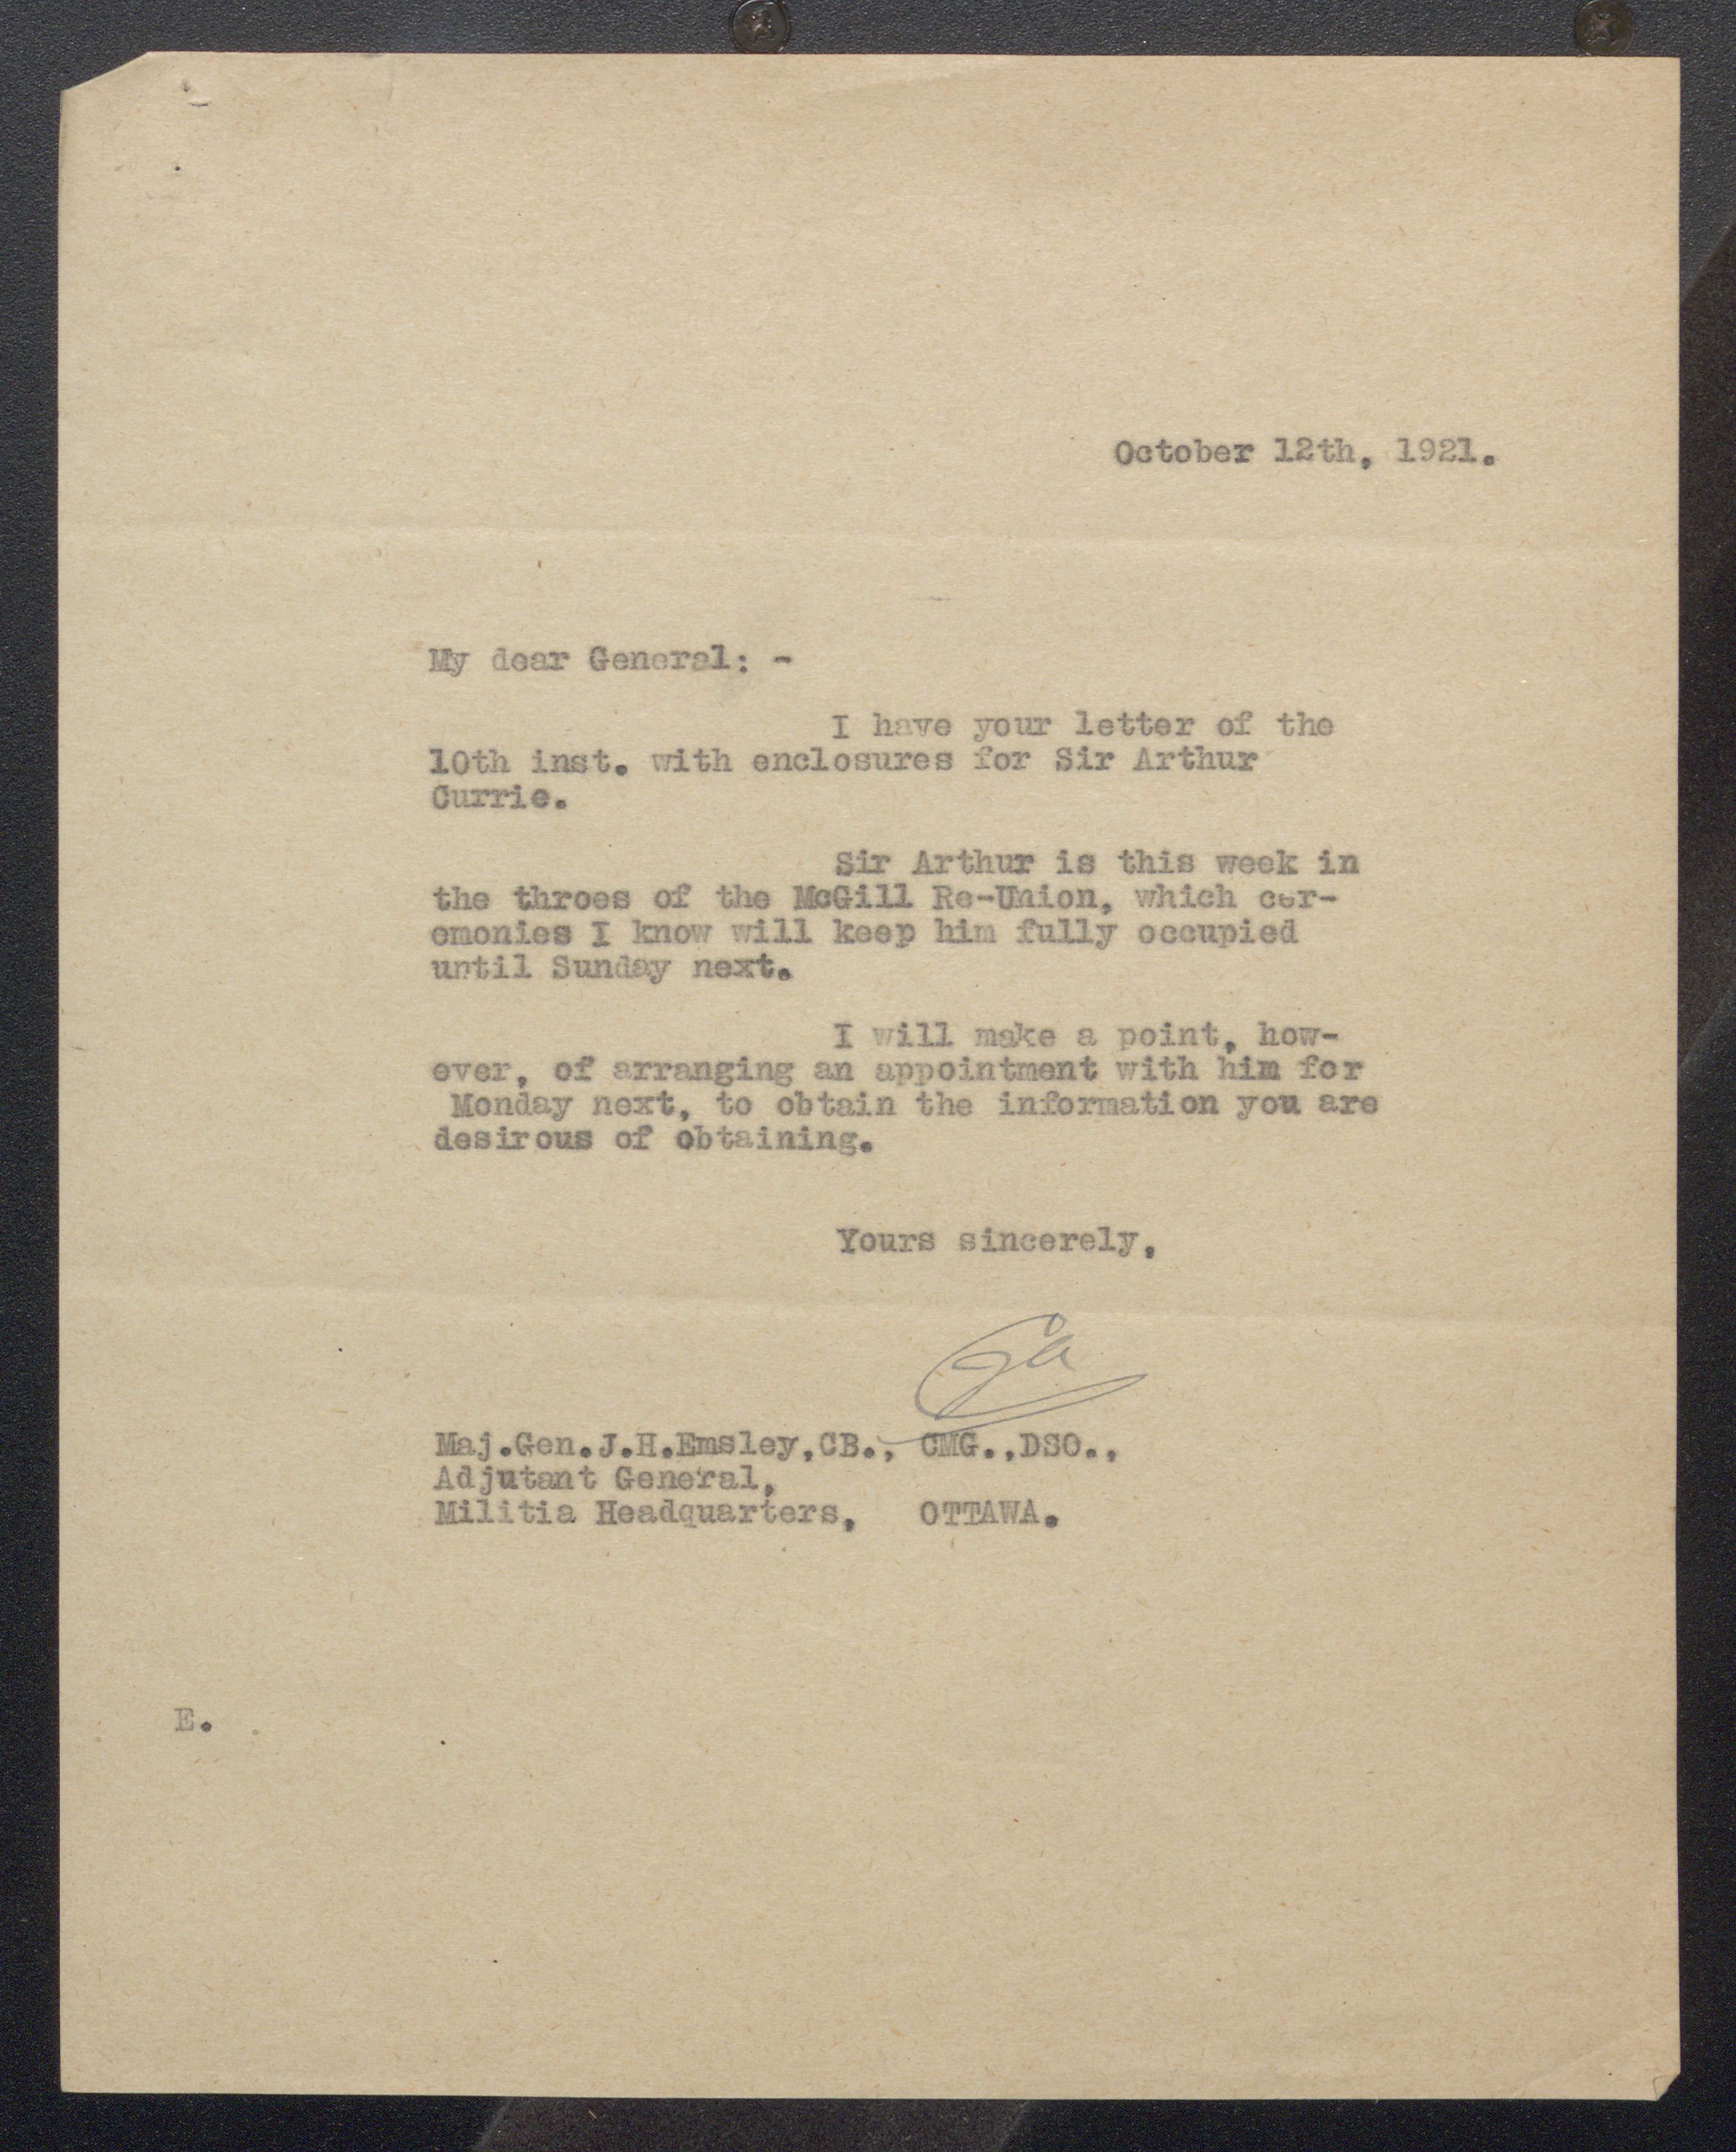 October 12th, 1921.
My dear General: -
I have your letter of the
10th inst. with enclosures for Sir Arthur
Currie.
Sir Arthur is this week in
the throes of the McGill Re-Union, which cer-
emonies I know will keep him fully occupied
until Sunday next.
I will make a point, how-
ever, of arranging an appointment with him for
Monday next, to obtain the information you are
desirous of obtaining.
Yours sincerely,
Maj.Gen.J.H.Emsley,CB., CMG.,DSO.,
Adjutant General,
Militia Headquarters, OTTAWA.
E.